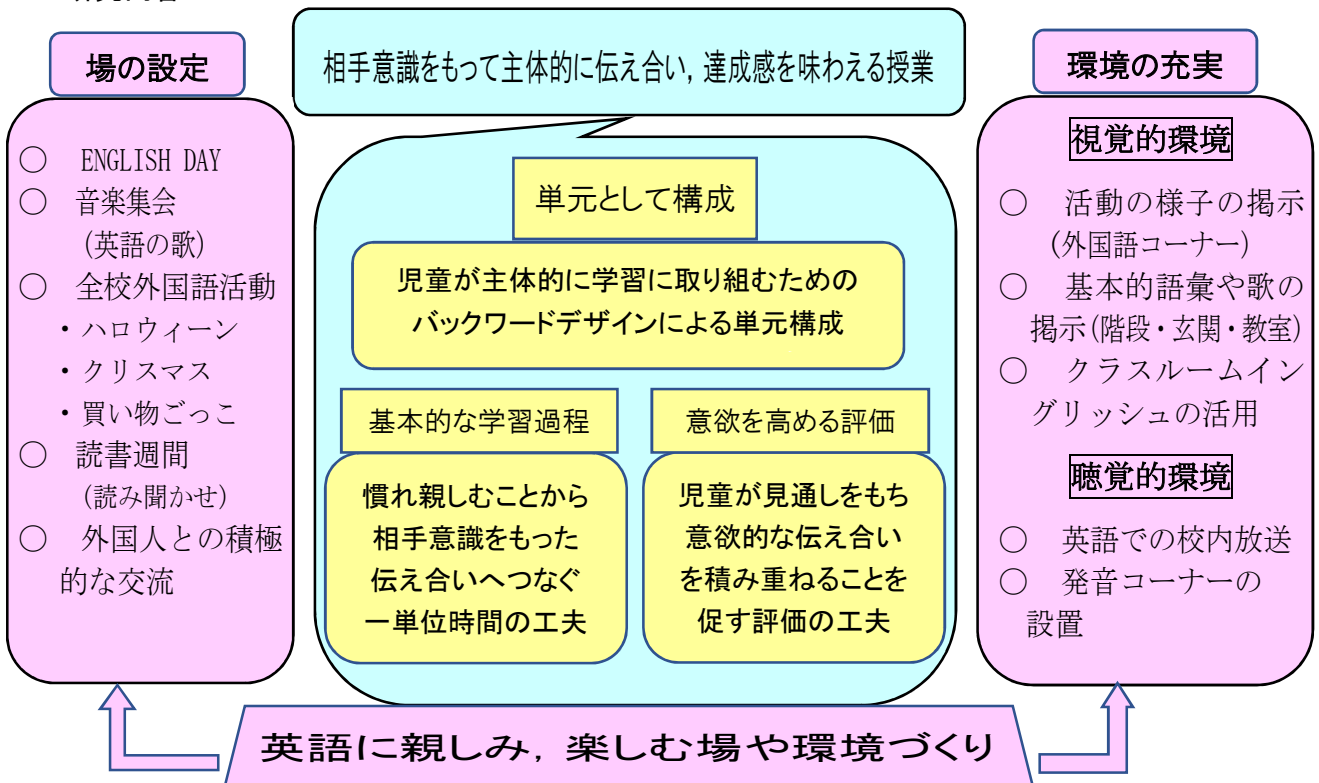 場の設定
○ ENGLISH DAY
○ 音楽集会
(英語の歌)
○ 全校外国語活動
・ハロウィーン
・クリスマス
・買い物ごっこ
○ 読書週間
(読み聞かせ)
○ 外国人との積極
的な交流
相手意識をもって主体的に伝え合い，達成感を味わえる授業
単元として構成
児童が主体的に学習に取り組むための
バックワードデザインによる単元構成
基本的な学習過程
慣れ親しむことから
相手意識をもった
伝え合いへつなぐ
一単位時間の工夫
意欲を高める評価
児童が見通しをもち
意欲的な伝え合い
を積み重ねることを
促す評価の工夫
環境の充実
視覚的環境
○ 活動の様子の掲示
(外国語コーナー)
○ 基本的語彙や歌の
掲示(階段・玄関・教室)
○ クラスルームイン
グリッシュの活用
聴覚的環境
○ 英語での校内放送
○ 発音コーナーの
設置
英語に親しみ，楽しむ場や環境づくり